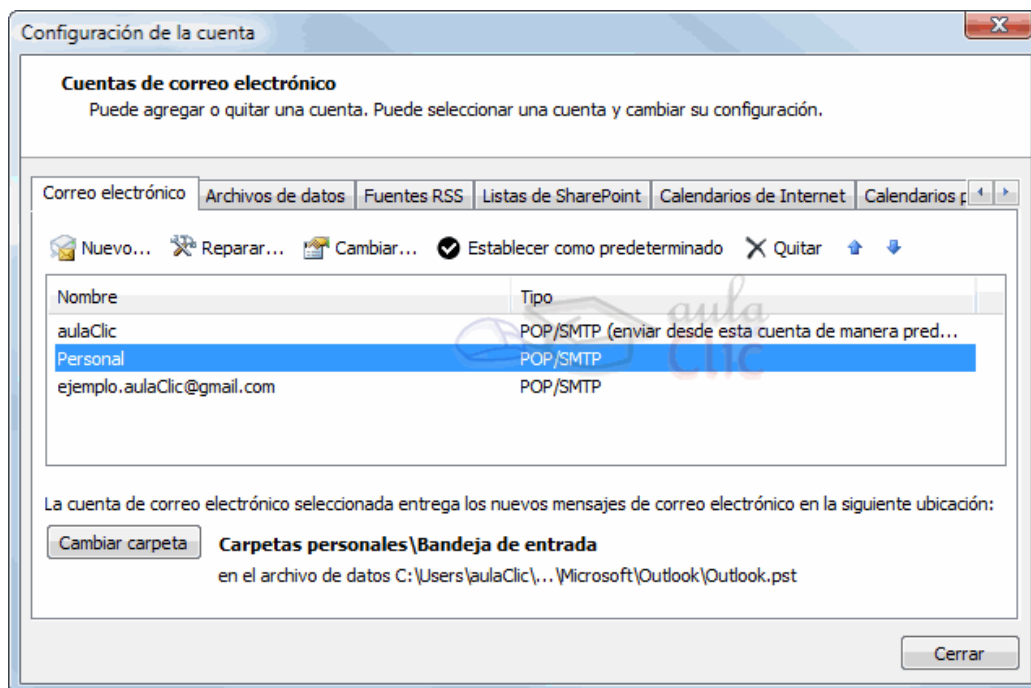 Configuración de la cuenta
Cuentas de correo electrónico
Puede agregar o quitar una cuenta. Puede seleccionar una cuenta y cambiar su configuración.
Correo electrónico Archivos de datos Fuentes RSS Listas de SharePoint Calendarios de Internet Calendarios
Nuevo... Reparar... Cambiar... Establecer como predeterminado Quitar
Nombre Tipo
aulaClic POP/SMTP (enviar desde esta cuenta de manera pred...
Personal POP/SMTP
ejemplo.aulaClic@gmail.com POP/SMTP
aula
Clic
La cuenta de correo electrónico seleccionada entrega los nuevos mensajes de correo electrónico en la siguiente ubicación:
Cambiar carpeta Carpetas personales\Bandeja de entrada
en el archivo de datos C:\Users\aulaClic\...\Microsoft\Outlook\Outlook.pst
Cerrar